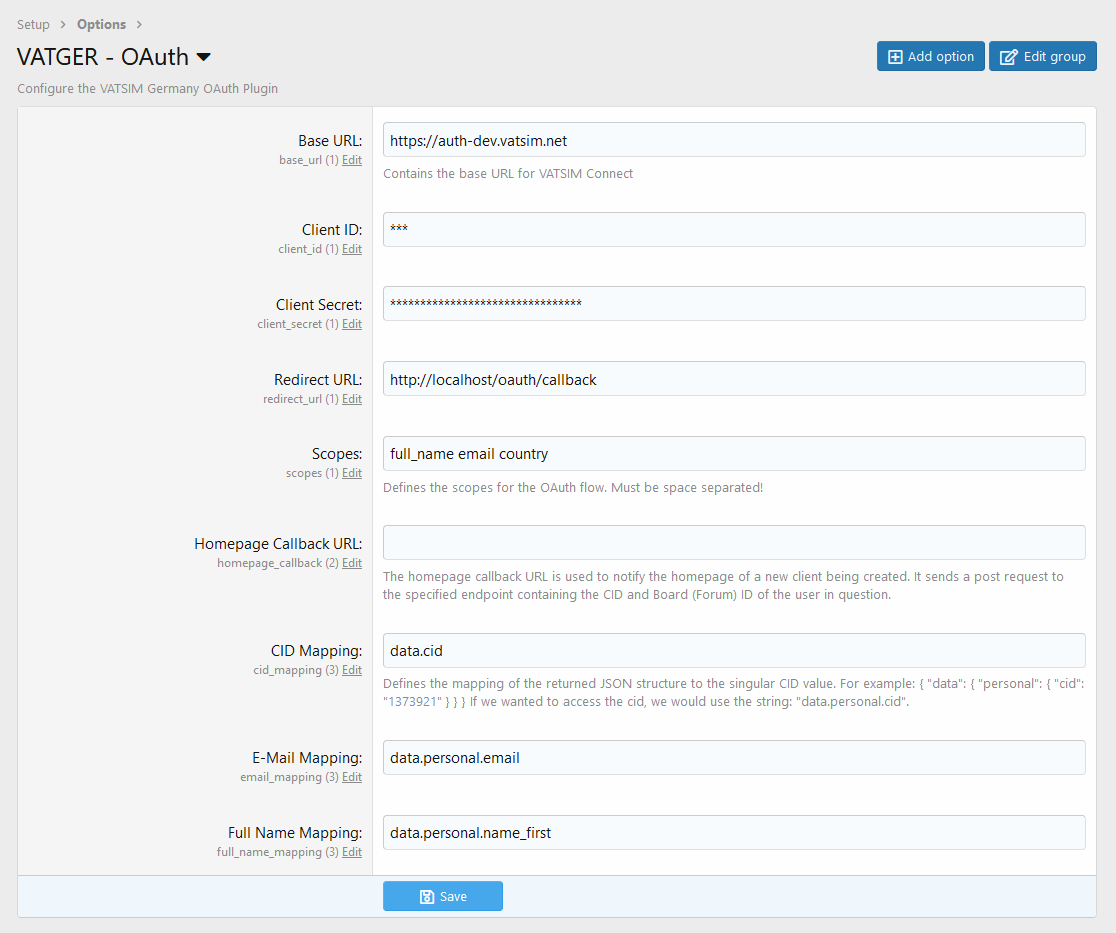 Setup > Options >
VATGER - OAuth
Add option
Edit group
Configure the VATSIM Germany OAuth Plugin
Base URL:
base_url (1) Edit
https://auth-dev.vatsim.net
Contains the base URL for VATSIM Connect
Client ID:
client_id (1) Edit
***
Client Secret:
client_secret (1) Edit
********************************
Redirect URL:
redirect_url (1) Edit
http://localhost/oauth/callback
Scopes:
scopes (1) Edit
full_name email country
Defines the scopes for the OAuth flow. Must be space separated!
Homepage Callback URL:
homepage_callback (2) Edit
The homepage callback URL is used to notify the homepage of a new client being created. It sends a post request to
the specified endpoint containing the CID and Board (Forum) ID of the user in question.
CID Mapping:
cid_mapping (3) Edit
data.cid
Defines the mapping of the returned JSON structure to the singular CID value. For example: { "data": { "personal": { "cid":
"1373921" } } } If we wanted to access the cid, we would use the string: "data.personal.cid".
E-Mail Mapping:
email_mapping (3) Edit
data.personal.email
Full Name Mapping:
full_name_mapping (3) Edit
data.personal.name_first
Save